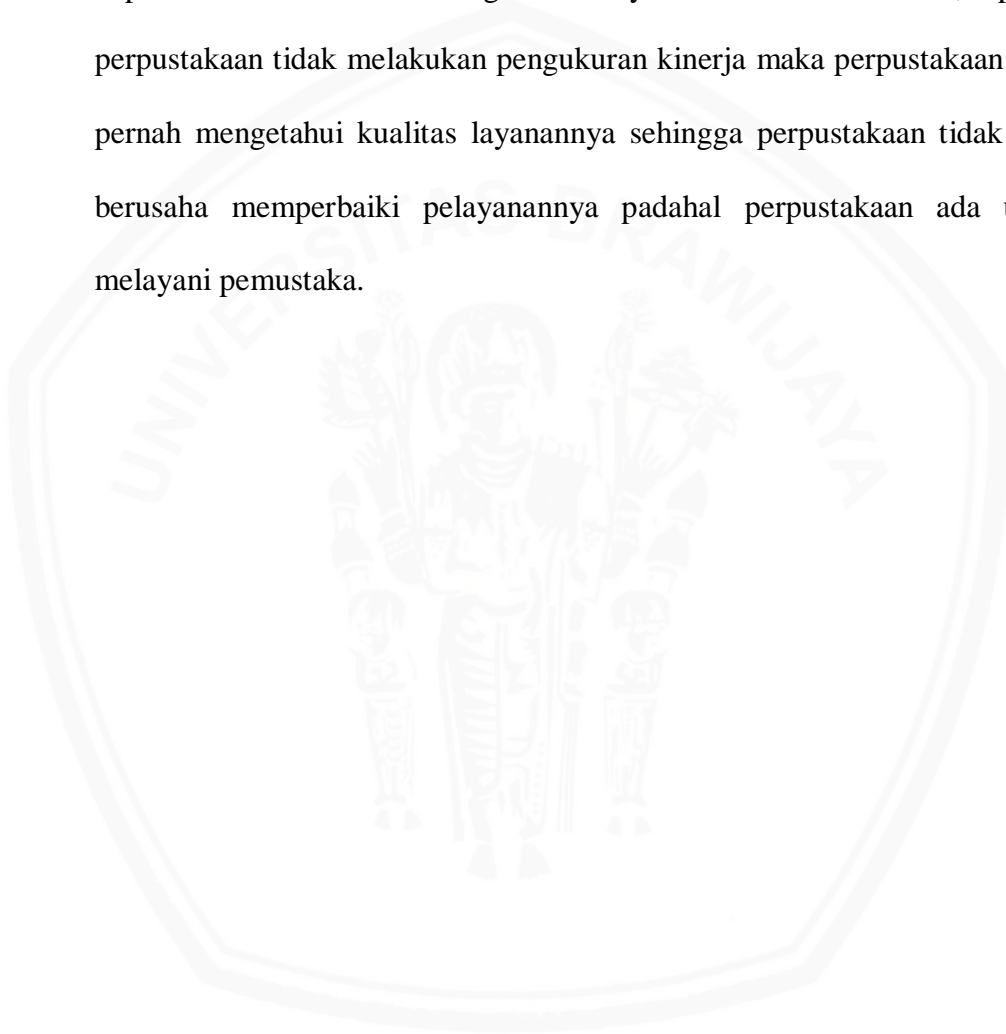 perpustakaan tidak melakukan pengukuran kinerja maka perpustakaan
pernah mengetahui kualitas layanannya sehingga perpustakaan tidak
berusaha memperbaiki pelayanannya padahal perpustakaan ada
melayani pemustaka.
UNIVERSITAS BRAWIJAYA